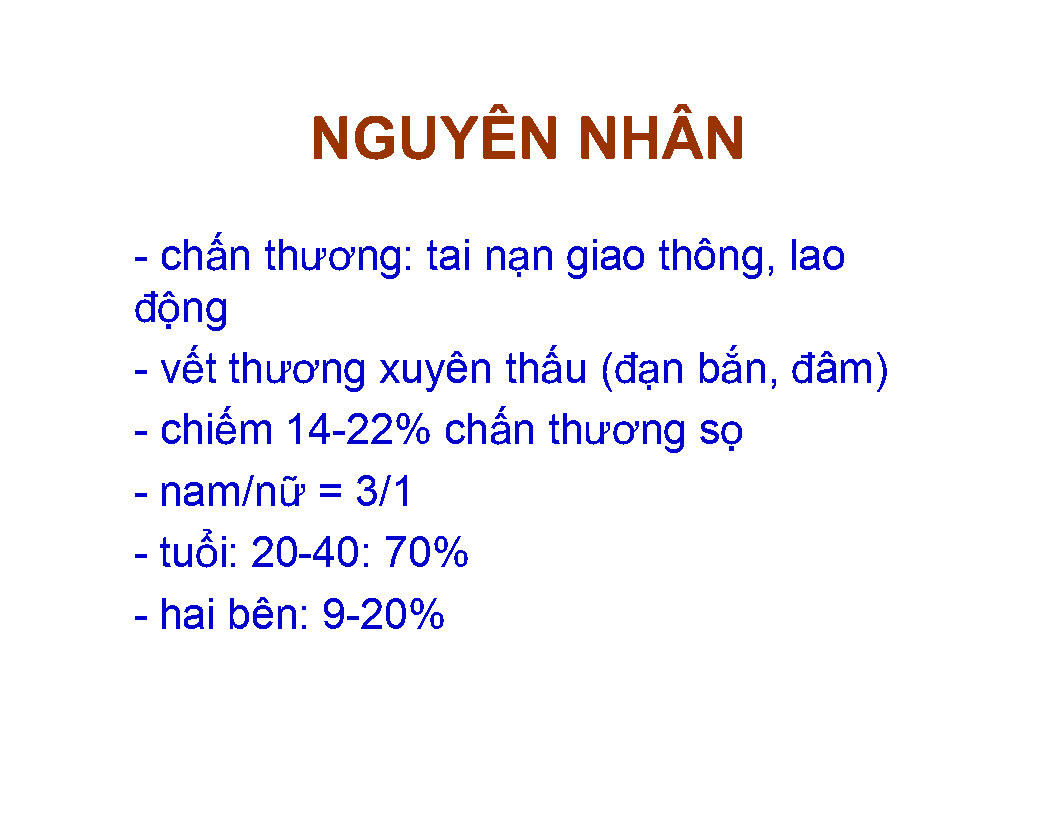 NGUYÊN NHÂN
- chấn thương: tai nạn giao thông, lao
động
- vết thương xuyên thấu (đạn bắn, đâm)
- chiếm 14-22% chấn thương sọ
- nam/nữ = 3/1
- tuổi: 20-40: 70%
- hai bên: 9-20%